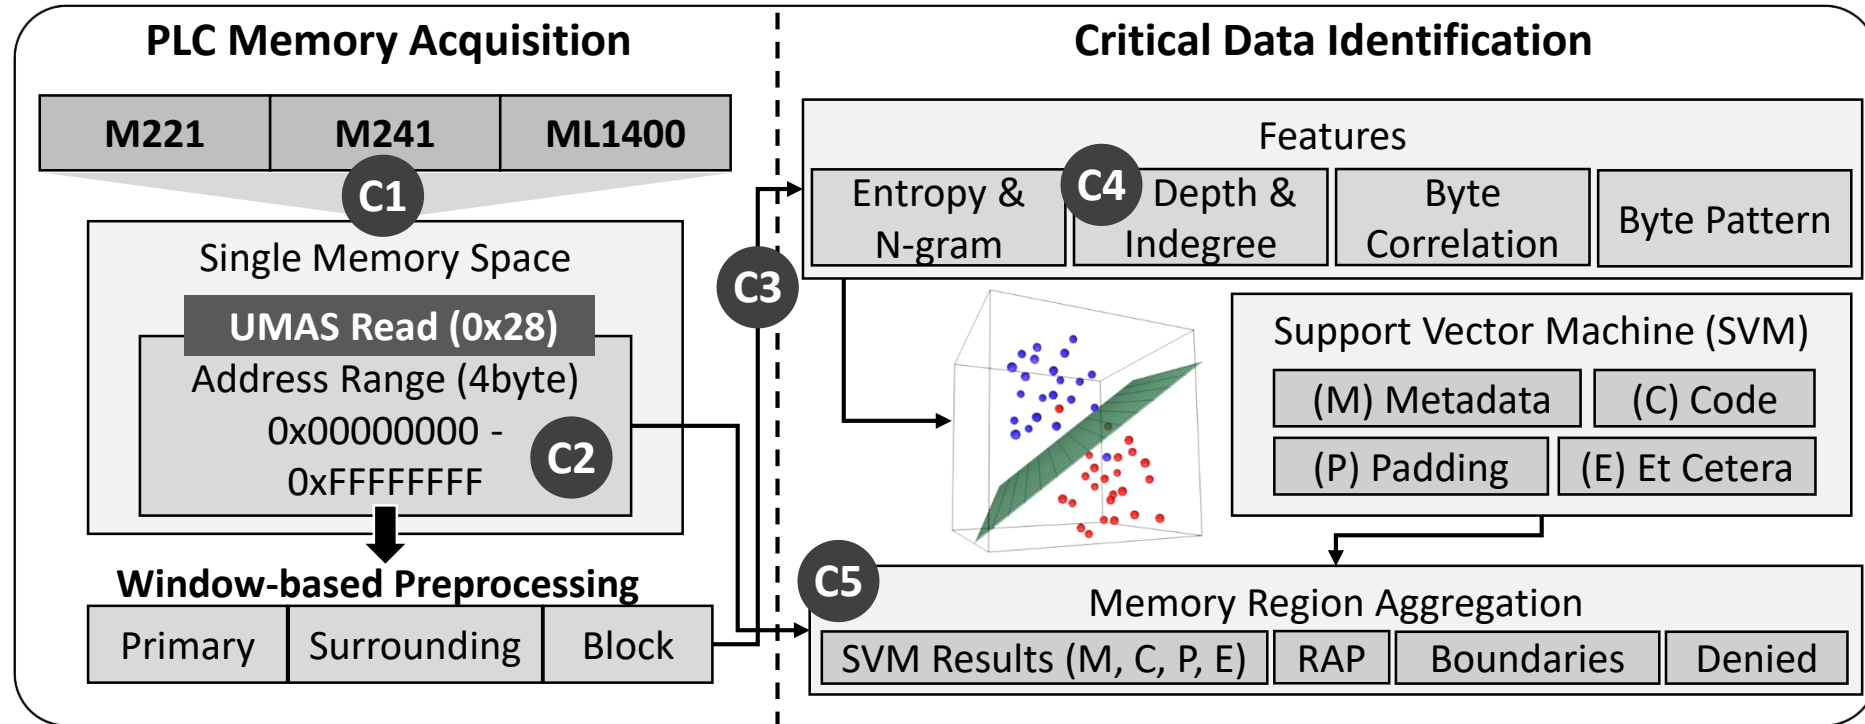 PLC Memory Acquisition
M221
M241
ML1400
C1
Single Memory Space
UMAS Read (0x28)
Address Range (4byte)
0x00000000 -
0xFFFFFFFF
C2
Window-based Preprocessing
Primary
Surrounding
Block
C3
Critical Data Identification
Features
Entropy &
N-gram
C4
Depth &
Indegree
Byte
Correlation
Byte Pattern
Support Vector Machine (SVM)
(M) Metadata
(C) Code
(P) Padding
(E) Et Cetera
C5
Memory Region Aggregation
SVM Results (M, C, P, E)
RAP
Boundaries
Denied